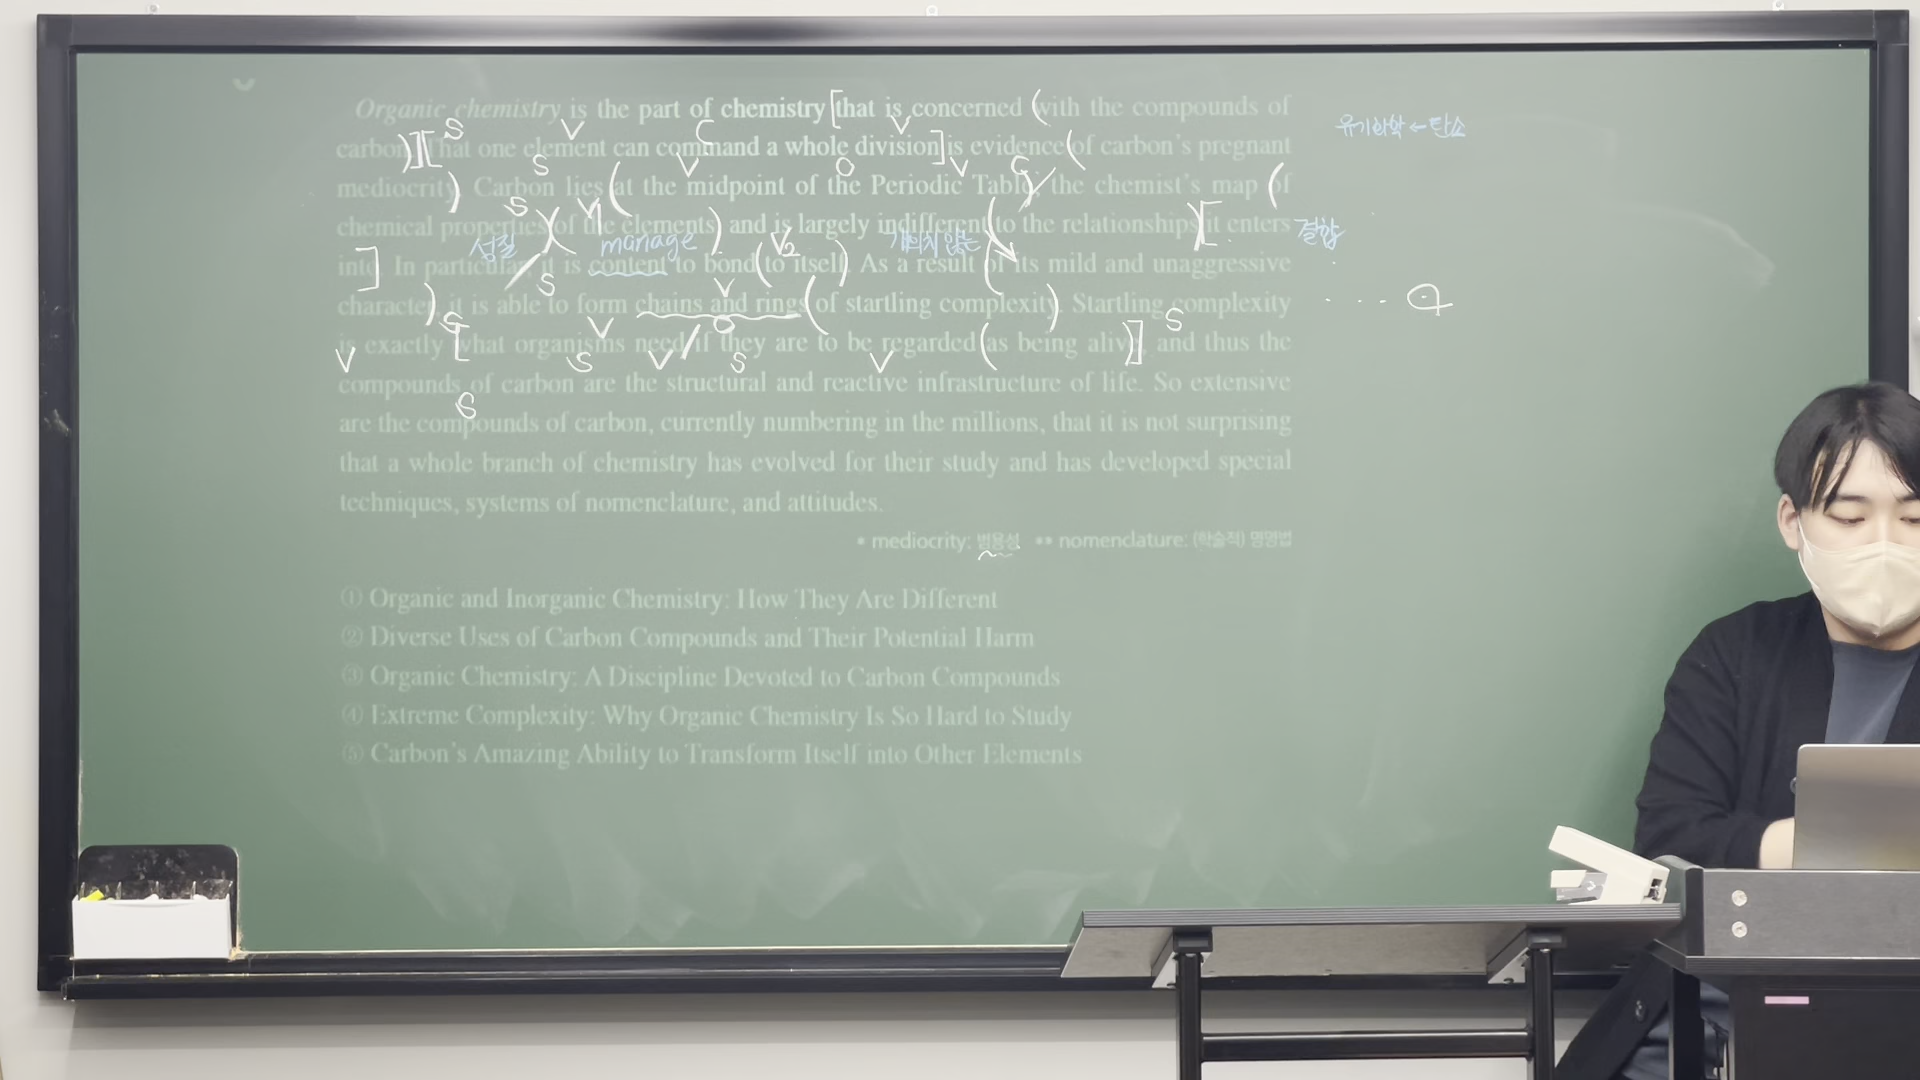 Organic chemistry is the part of chemistry that is concerned with the compounds of
carbon. That one element can command a whole division is evidence of carbon's pregnant
mediocrity. Carbon lies at the midpoint of the Periodic Table, the chemist's map of
chemical properties of the elements, and is largely indifferent to the relationships it enters
into. In particular, it is content to bond to itself. As a result of its mild and unaggressive
character, it is able to form chains and rings of startling complexity. Startling complexity
is exactly what organisms need if they are to be regarded as being alive, and thus the
compounds of carbon are the structural and reactive infrastructure of life. So extensive
are the compounds of carbon, currently numbering in the millions, that it is not surprising
that a whole branch of chemistry has evolved for their study and has developed special
techniques, systems of nomenclature, and attitudes.
* mediocrity: 범용성 ** nomenclature: (학술적) 명명법
① Organic and Inorganic Chemistry: How They Are Different
② Diverse Uses of Carbon Compounds and Their Potential Harm
③ Organic Chemistry: A Discipline Devoted to Carbon Compounds
④ Extreme Complexity: Why Organic Chemistry Is So Hard to Study
⑤ Carbon's Amazing Ability to Transform Itself into Other Elements
유기화학 ← 탄소
S V C V
S V O V C
S V1
성질 manage V2 개의치 않는 결합
S V
S V O S
V S V S V
S